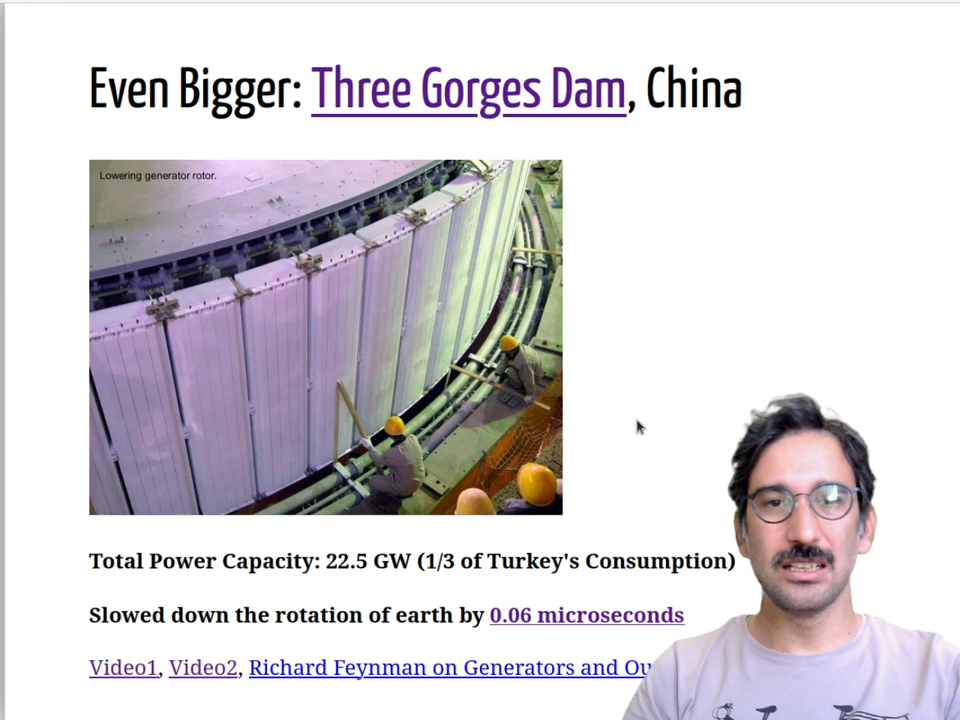 Even Bigger: Three Gorges Dam, China
Lowering generator rotor.
Total Power Capacity: 22.5 GW (1/3 of Turkey's Consumption)
Slowed down the rotation of earth by 0.06 microseconds
Video1, Video2, Richard Feynman on Generators and